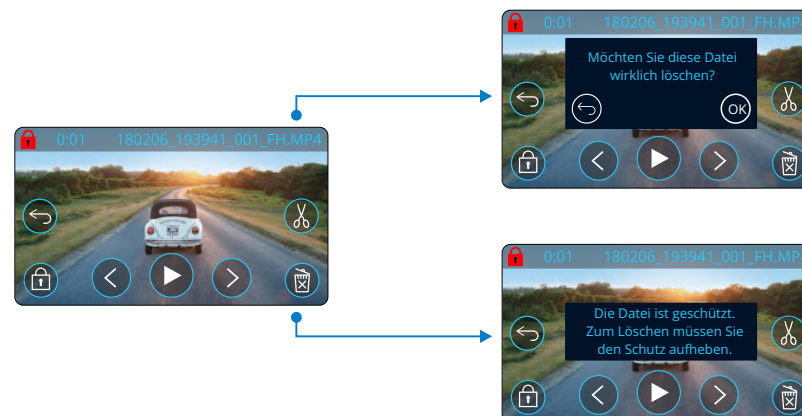 0:01 180206_193941_001_FH.MP4
0:01 180206_193941_001_FH.MP
Möchten Sie diese Datei
wirklich löschen?
OK
0:01 180206_193941_001_FH.MP
Die Datei ist geschützt.
Zum Löschen müssen Sie
den Schutz aufheben.